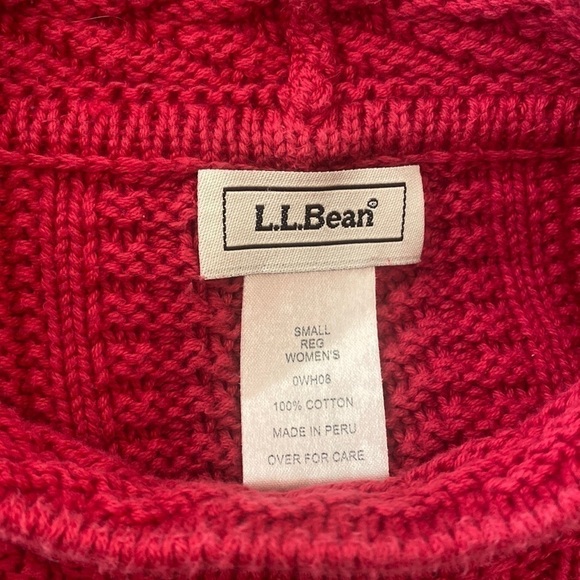 L.L.Bean®
SMALL
REG
WOMEN'S
0WH08
100% COTTON
MADE IN PERU
OVER FOR CARE